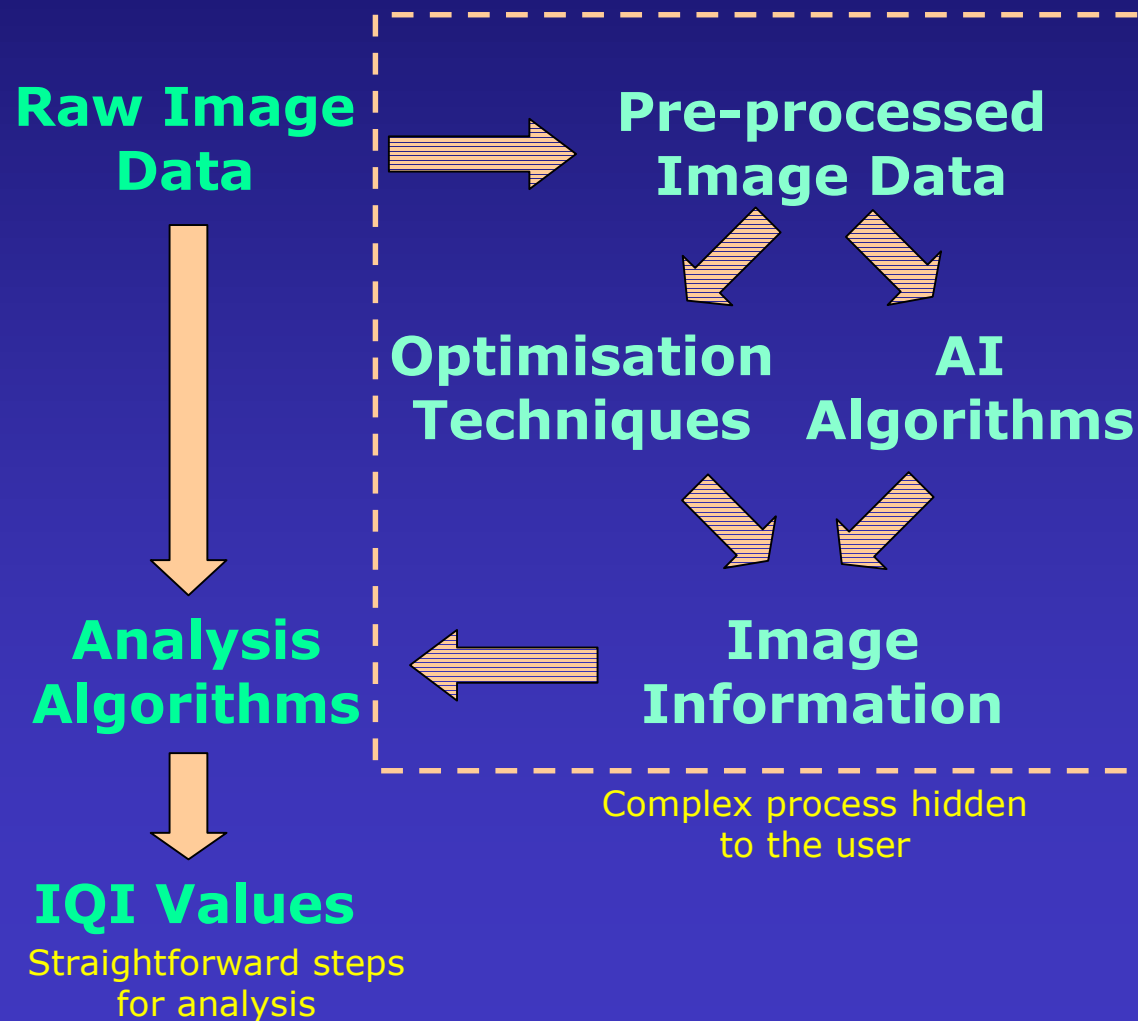 Raw Image
Data
Pre-processed
Image Data
Optimisation
Techniques
AI
Algorithms
Analysis
Algorithms
Image
Information
Complex process hidden
to the user
IQI Values
Straightforward steps
for analysis